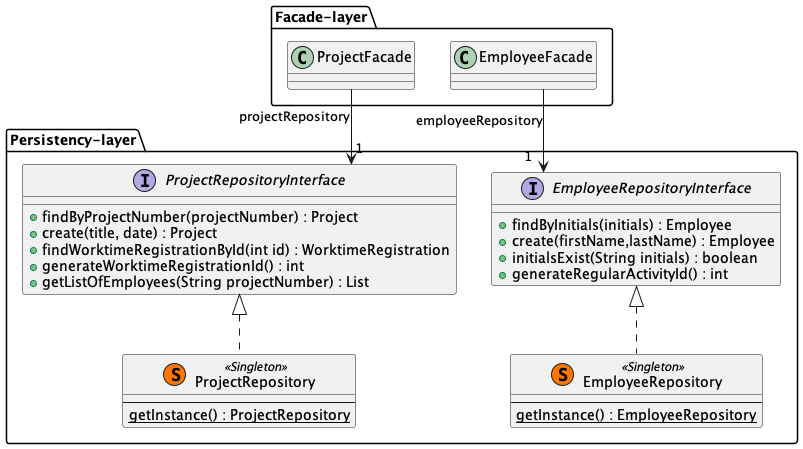 Facade-layer
C ProjectFacade
C EmployeeFacade
projectRepository
employeeRepository
1
1
Persistency-layer
I ProjectRepositoryInterface
findByProjectNumber(projectNumber) : Project
create(title, date) : Project
findWorktimeRegistrationById(int id) : WorktimeRegistration
generateWorktimeRegistrationId() : int
getListOfEmployees(String projectNumber) : List
I EmployeeRepositoryInterface
findByInitials(initials) : Employee
create(firstName,lastName) : Employee
initialsExist(String initials) : boolean
generateRegularActivityId() : int
S «Singleton»
ProjectRepository
getInstance() : ProjectRepository
S «Singleton»
EmployeeRepository
getInstance() : EmployeeRepository